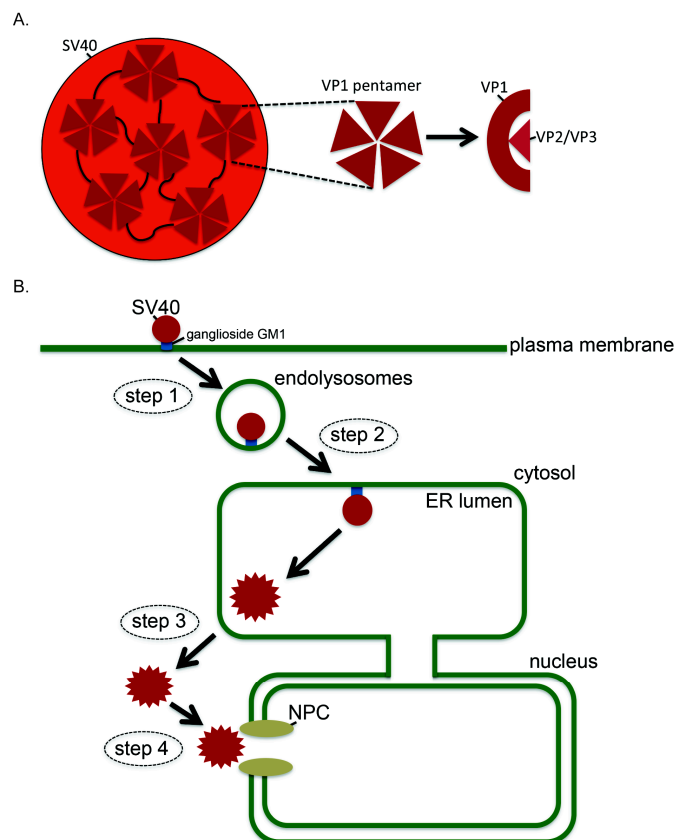 A.
SV40
VP1 pentamer
VP1
VP2/VP3
B.
SV40
ganglioside GM1
plasma membrane
endolysosomes
step 1
step 2
cytosol
ER lumen
step 3
nucleus
NPC
step 4